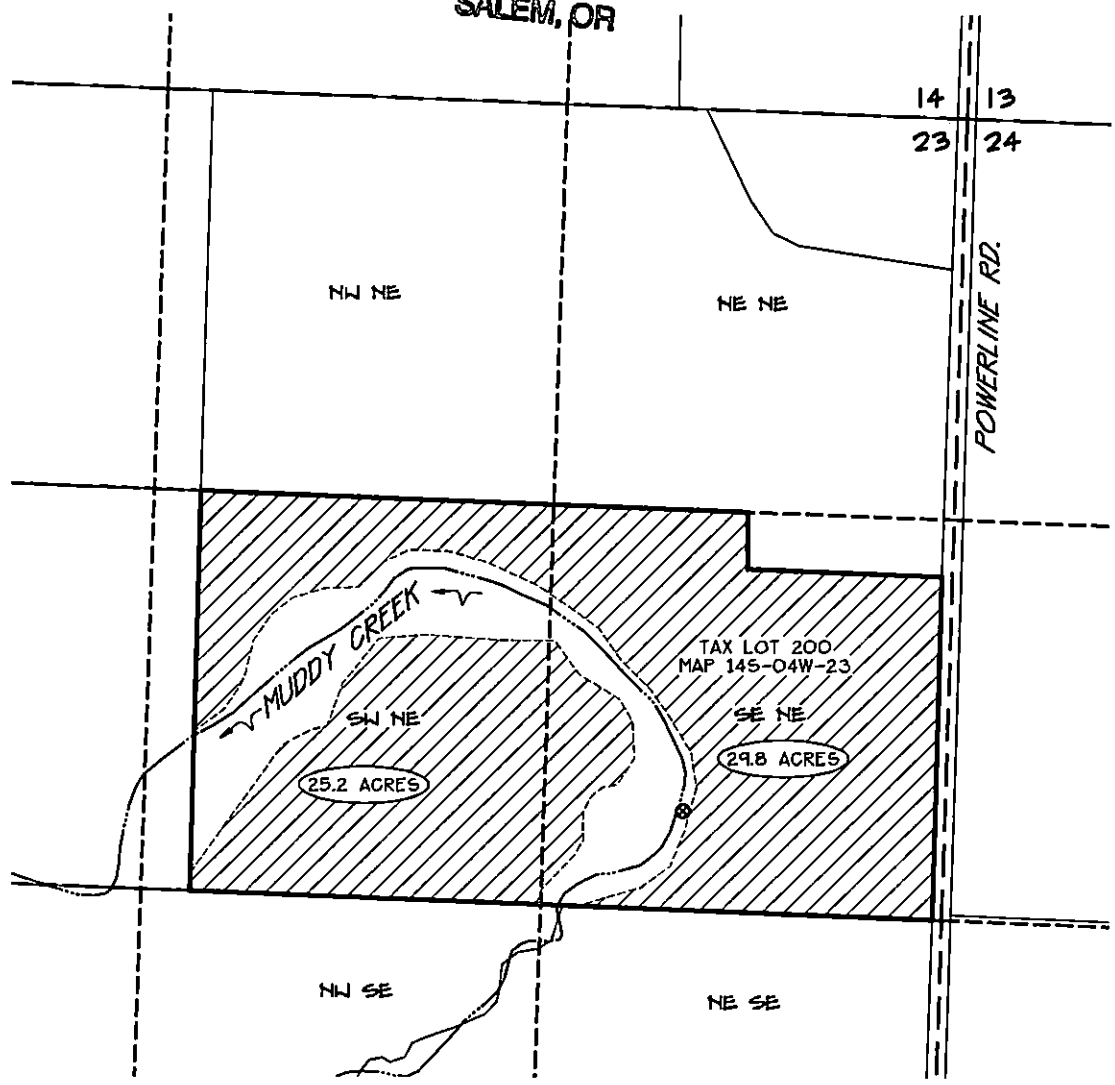 SALEM, OR
14 13
23 24
NW NE
NE NE
POWERLINE RD.
MUDDY CREEK
TAX LOT 200
MAP 14S-04W-23
SW NE
SE NE
25.2 ACRES
29.8 ACRES
NW SE
NE SE